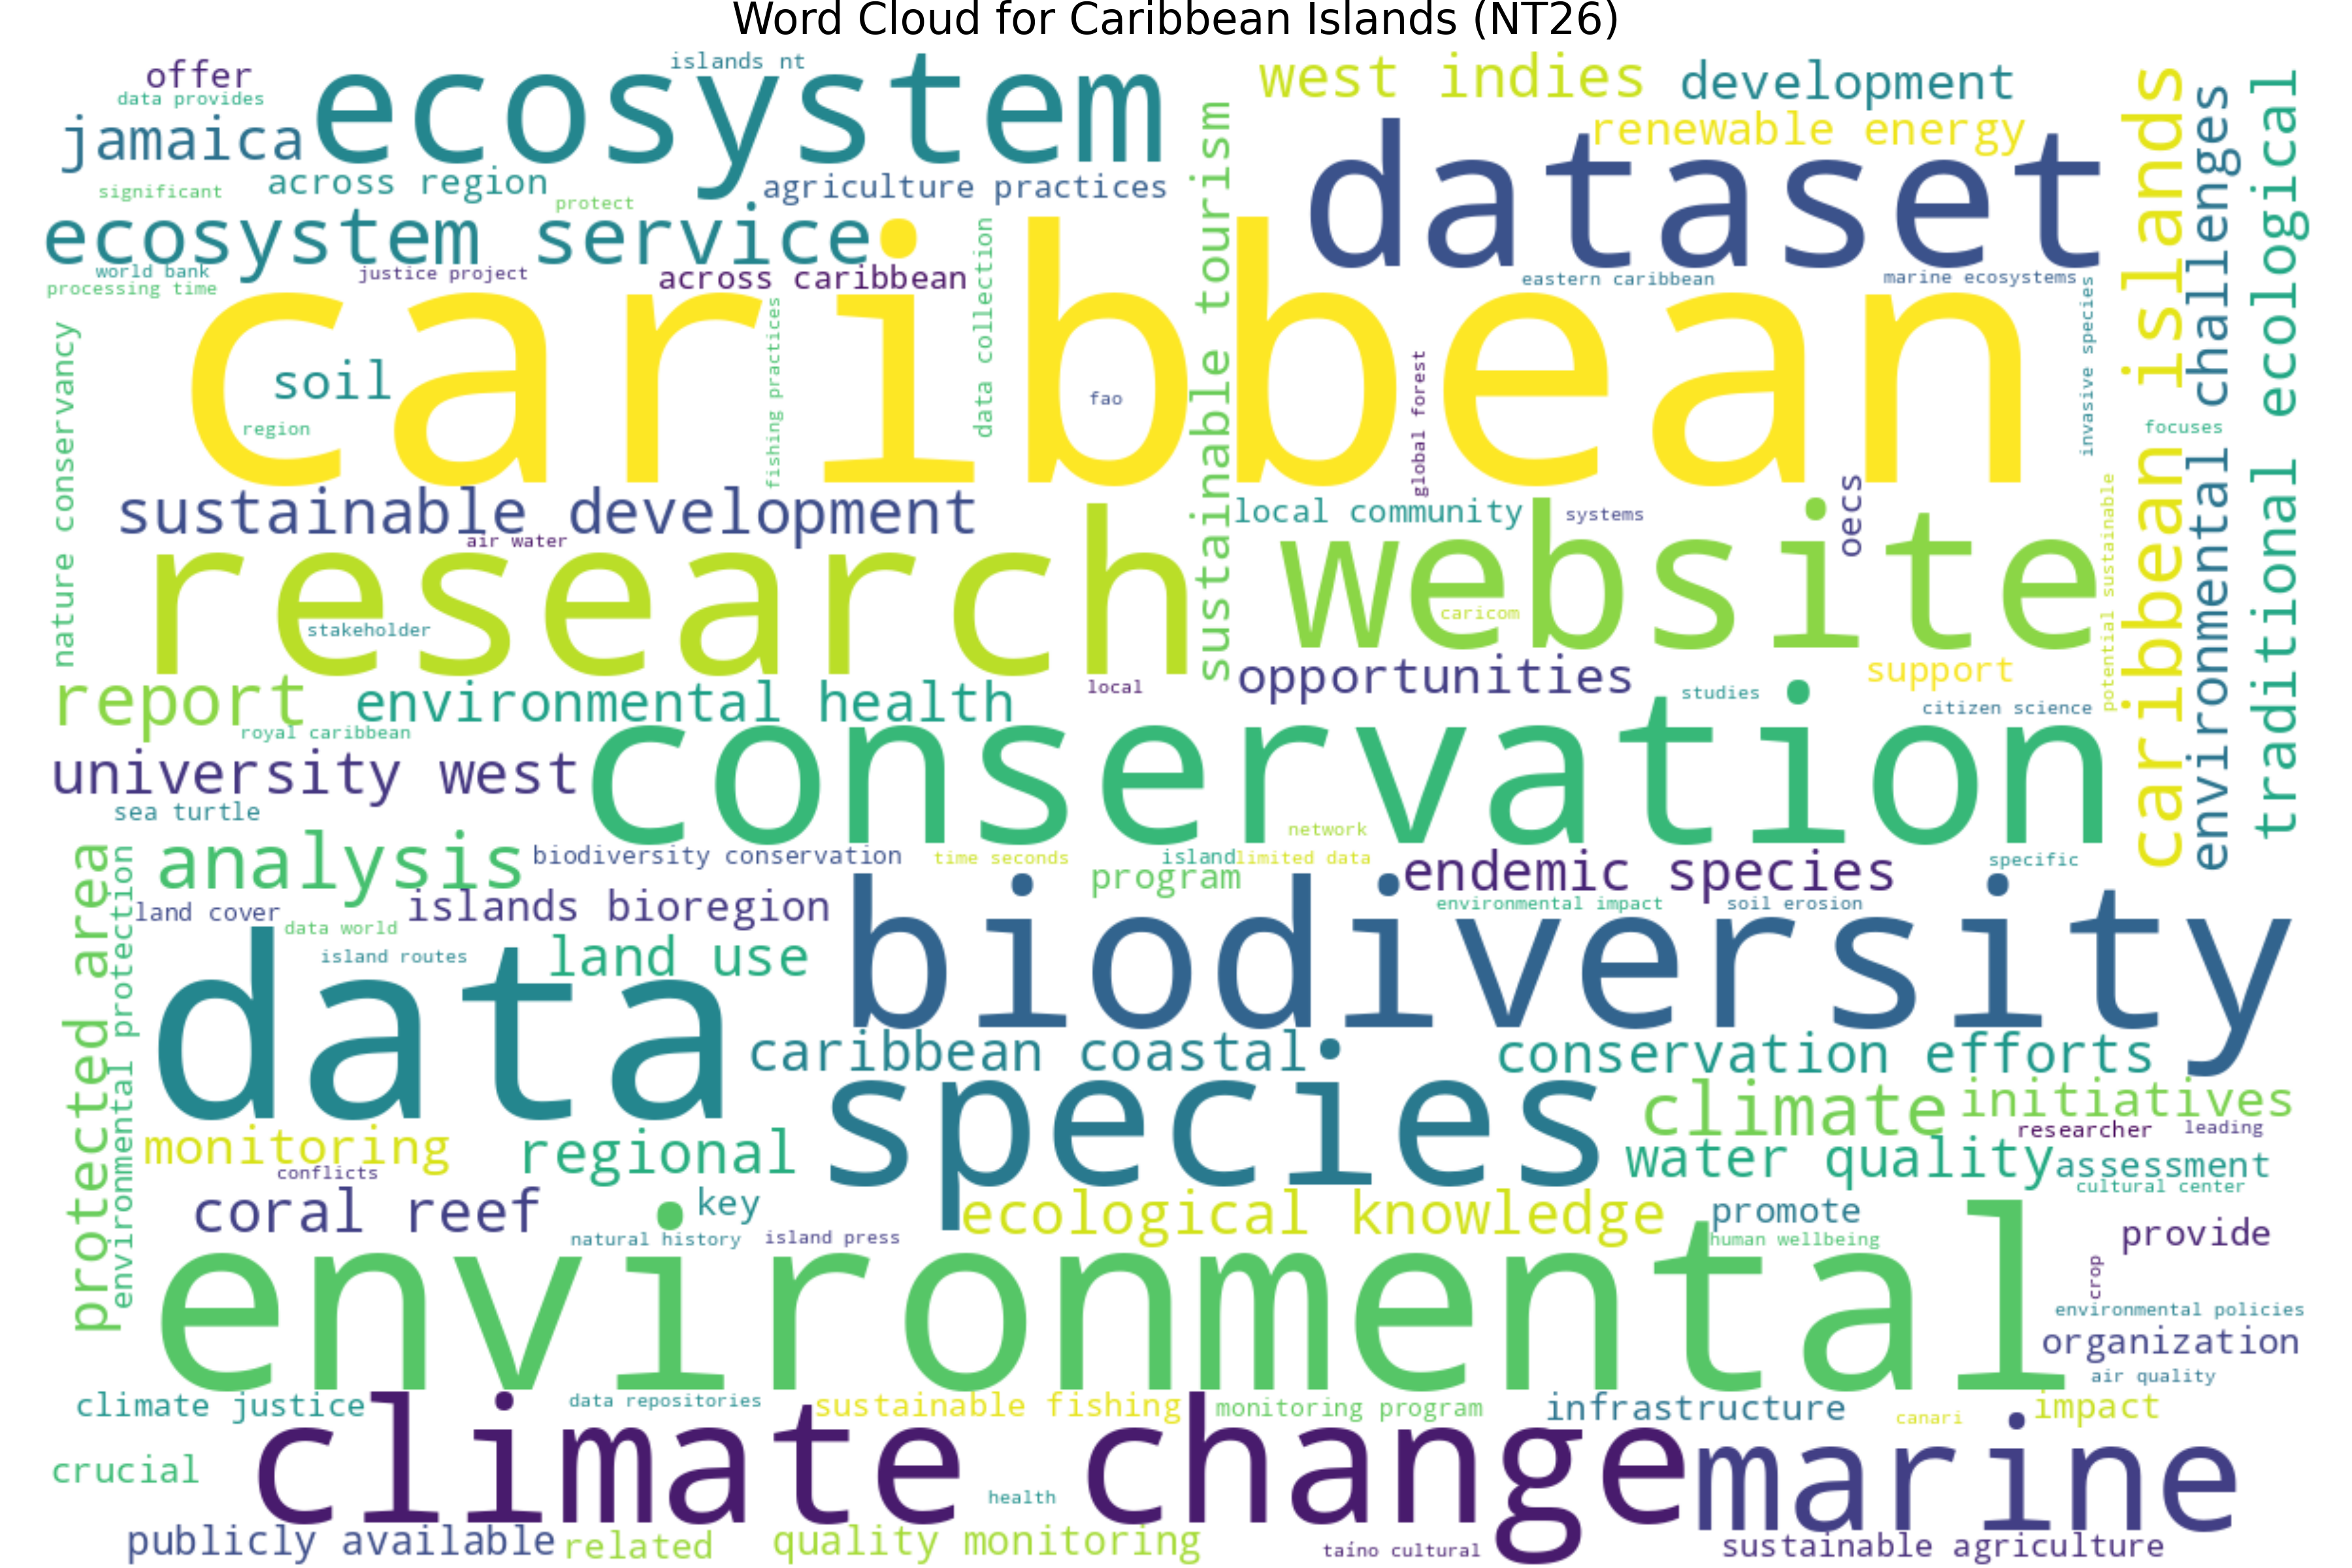 Word Cloud for Caribbean Islands (NT26)
offer
islands nt
ecosystem
west indies
development
data provides
jamaica
renewable energy
dataset
significant
across region
protect
agriculture practices
ecosystem service
world bank
processing time
justice project
across caribbean
eastern caribbean
marine ecosystems
caribbean
soil
region
fishing practices
data collection
fao
sustainable tourism
global forest
invasive species
caribbean islands
environmental challenges
traditional ecological
focuses
nature conservancy
sustainable development
air water
local community
systems
oecs
research
website
stakeholder
caricom
potential sustainable
report
environmental health
local
opportunities
studies
support
citizen science
royal caribbean
university west
conservation
sea turtle
network
analysis
biodiversity conservation
time seconds
island
limited data
program
endemic species
specific
land cover
islands bioregion
environmental impact
soil erosion
data world
island routes
land use
biodiversity
protected area
environmental protection
data
caribbean coastal
conservation efforts
species
climate
initiatives
researcher
leading
monitoring
regional
water quality
assessment
conflicts
cultural center
coral reef
key
ecological knowledge
promote
provide
natural history
island press
human wellbeing
environmental
crop
environmental policies
organization
air quality
climate justice
data repositories
sustainable fishing
monitoring program
infrastructure
canari
impact
climate change
marine
crucial
health
publicly available
related
quality monitoring
taíno cultural
sustainable agriculture